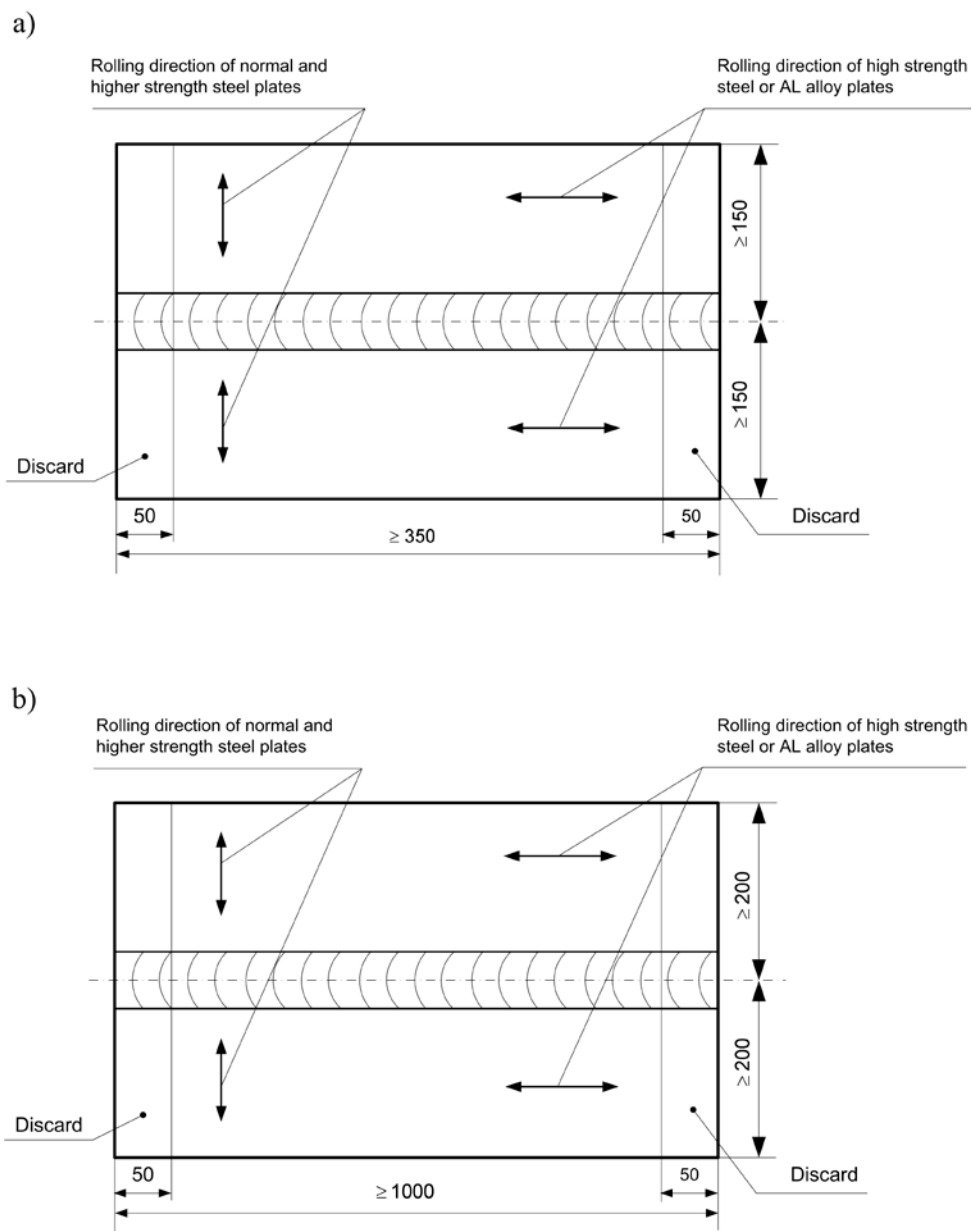 a)
Rolling direction of normal and
higher strength steel plates
Rolling direction of high strength
steel or AL alloy plates
≥ 150
≥ 150
Discard
Discard
50
≥ 350
50
b)
Rolling direction of normal and
higher strength steel plates
Rolling direction of high strength
steel or AL alloy plates
≥ 200
≥ 200
Discard
Discard
50
≥ 1000
50